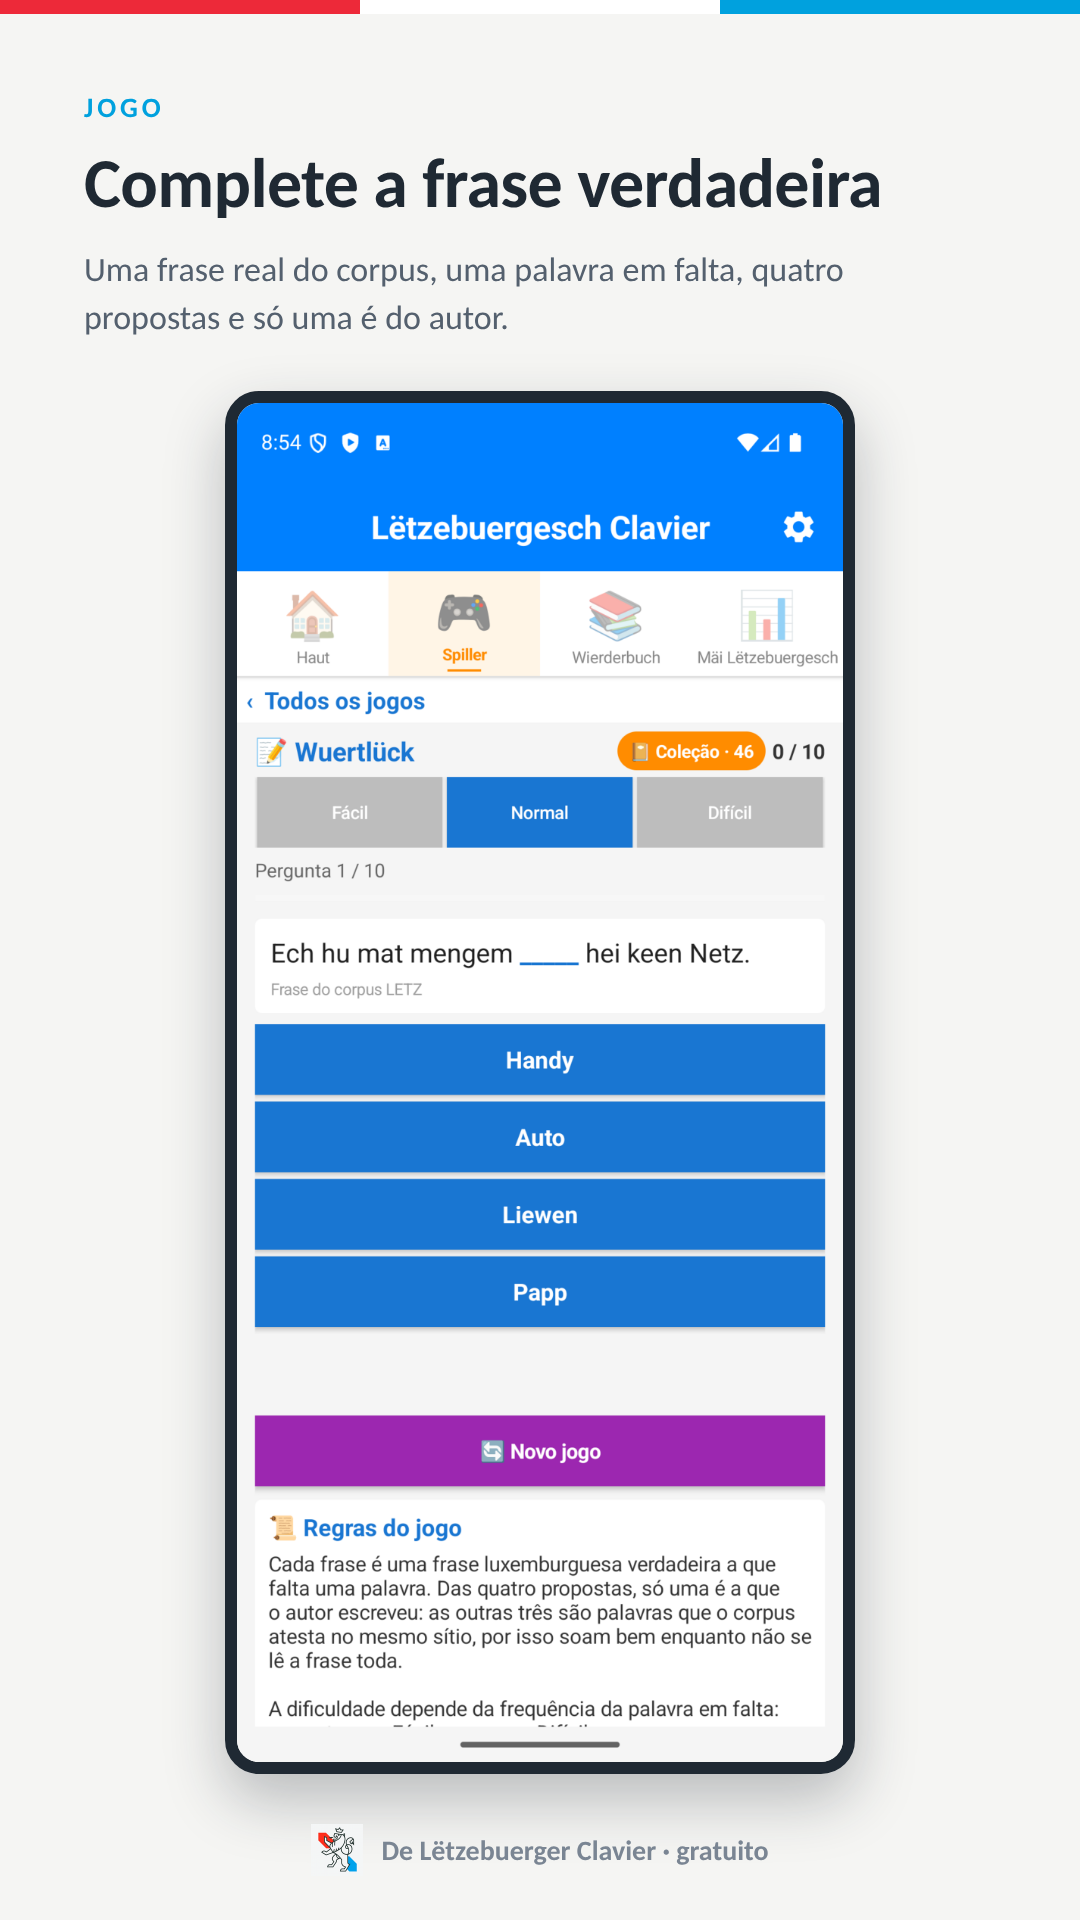 JOGO
Complete a frase verdadeira
Uma frase real do corpus, uma palavra em falta, quatro
propostas e só uma é do autor.
8:54
Lëtzebuergesch Clavier
Haut
Spiller
Wierderbuch
Mäi Lëtzebuergesch
‹ Todos os jogos
Wuertlück
Coleção · 46
0 / 10
Fácil
Normal
Difícil
Pergunta 1 / 10
Ech hu mat mengem _____ hei keen Netz.
Frase do corpus LETZ
Handy
Auto
Liewen
Papp
Novo jogo
Regras do jogo
Cada frase é uma frase luxemburguesa verdadeira a que
falta uma palavra. Das quatro propostas, só uma é a que
o autor escreveu: as outras três são palavras que o corpus
atesta no mesmo sítio, por isso soam bem enquanto não se
lê a frase toda.
A dificuldade depende da frequência da palavra em falta:
De Lëtzebuerger Clavier · gratuito